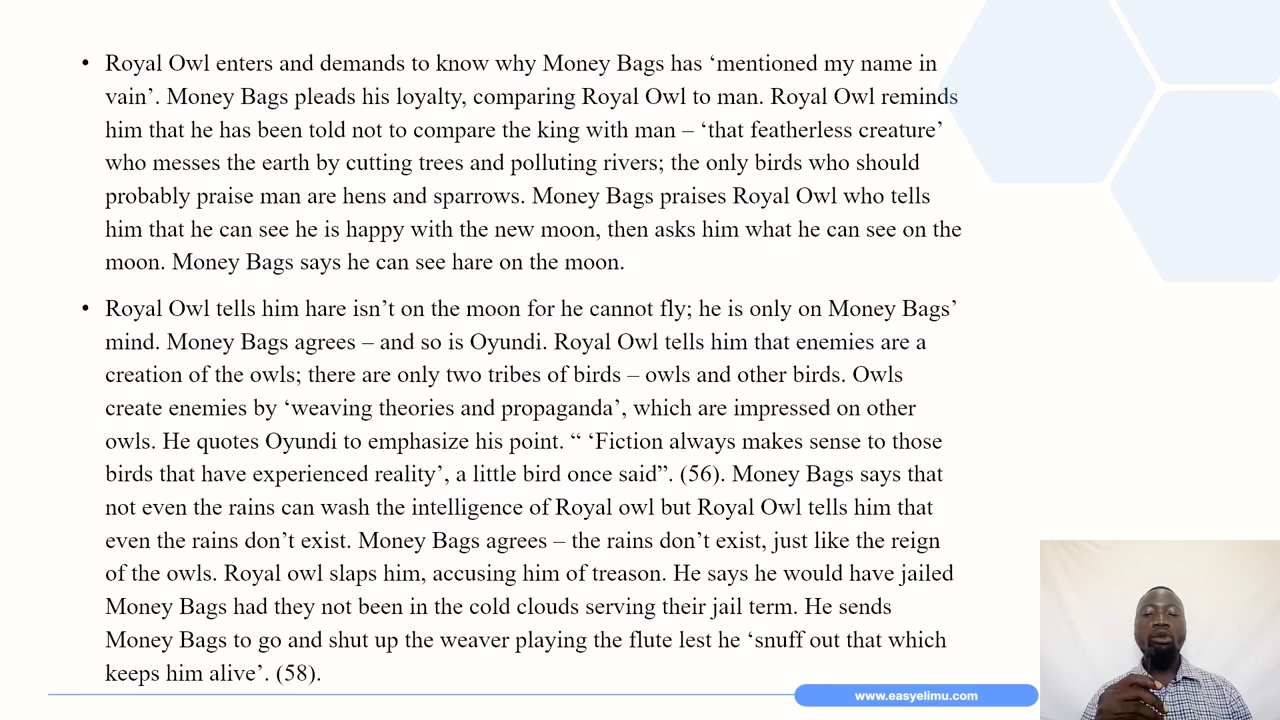 • Royal Owl enters and demands to know why Money Bags has ‘mentioned my name in
vain’. Money Bags pleads his loyalty, comparing Royal Owl to man. Royal Owl reminds
him that he has been told not to compare the king with man – ‘that featherless creature’
who messes the earth by cutting trees and polluting rivers; the only birds who should
probably praise man are hens and sparrows. Money Bags praises Royal Owl who tells
him that he can see he is happy with the new moon, then asks him what he can see on the
moon. Money Bags says he can see hare on the moon.
• Royal Owl tells him hare isn’t on the moon for he cannot fly; he is only on Money Bags’
mind. Money Bags agrees – and so is Oyundi. Royal Owl tells him that enemies are a
creation of the owls; there are only two tribes of birds – owls and other birds. Owls
create enemies by ‘weaving theories and propaganda’, which are impressed on other
owls. He quotes Oyundi to emphasize his point. “ ‘Fiction always makes sense to those
birds that have experienced reality’, a little bird once said”. (56). Money Bags says that
not even the rains can wash the intelligence of Royal owl but Royal Owl tells him that
even the rains don’t exist. Money Bags agrees – the rains don’t exist, just like the reign
of the owls. Royal owl slaps him, accusing him of treason. He says he would have jailed
Money Bags had they not been in the cold clouds serving their jail term. He sends
Money Bags to go and shut up the weaver playing the flute lest he ‘snuff out that which
keeps him alive’. (58).
www.easyelimu.com